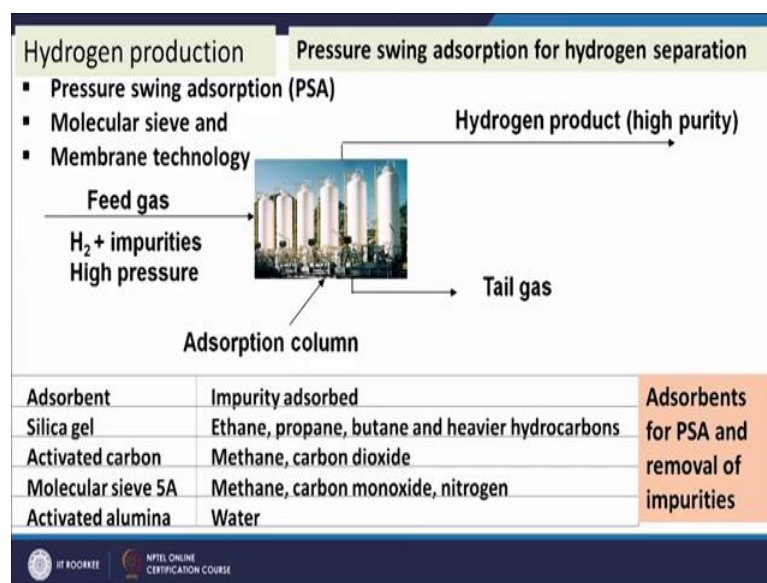 Hydrogen production
Pressure swing adsorption for hydrogen separation
▪ Pressure swing adsorption (PSA)
▪ Molecular sieve and
▪ Membrane technology
Hydrogen product (high purity)
Feed gas
H₂ + impurities
High pressure
Tail gas
Adsorption column
Adsorbent Impurity adsorbed
Silica gel Ethane, propane, butane and heavier hydrocarbons
Activated carbon Methane, carbon dioxide
Molecular sieve 5A Methane, carbon monoxide, nitrogen
Activated alumina Water
Adsorbents
for PSA and
removal of
impurities
IIT ROORKEE
NPTEL ONLINE
CERTIFICATION COURSE